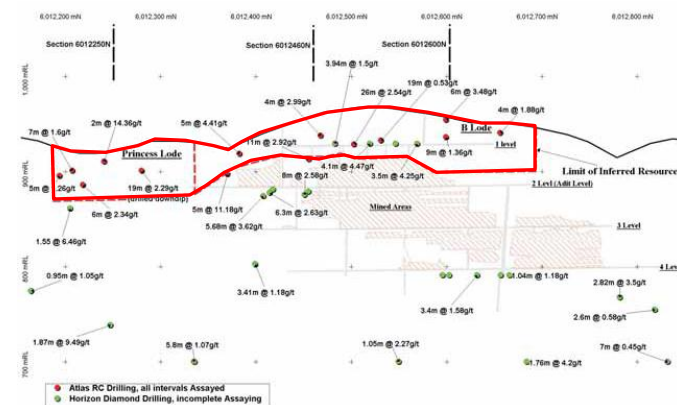 6,012,200 mN 6,012,300 mN 6,012,400 mN 6,012,500 mN 6,012,600 mN 6,012,700 mN 6,012,800 mN
Section 6012250N Section 6012460N Section 6012600N
3.94m @ 1.5g/t
1,000 mRL
26m @ 2.54g/t
19m @ 0.53g/t
6m @ 3.48g/t
4m @ 2.99g/t
4m @ 1.88g/t
2m @ 14.36g/t
5m @ 4.41g/t
7m @ 1.6g/t
11m @ 2.92g/t
B Lode
1 level
Princess Lode
9m @ 1.36g/t
4.1m @ 4.47g/t
Limit of Inferred Resource
900 mRL
8m @ 2.58g/t
3.5m @ 4.25g/t
5m @ .26g/t
19m @ 2.29g/t
2 Levl (Adit Level)
(drilled downdip)
6m @ 2.34g/t
5m @ 11.18g/t
6.3m @ 2.63g/t
Mined Areas
5.68m @ 3.62g/t
3 Level
1.55 @ 6.46g/t
800 mRL
4 Lev
0.95m @ 1.05g/t
1.04m @ 1.18g/t
2.82m @ 3.5g/t
3.41m @ 1.18g/t
3.4m @ 1.58g/t
2.6m @ 0.58g/t
1.87m @ 9.49g/t
5.8m @ 1.07g/t
1.05m @ 2.27g/t
7m @ 0.45g/t
700 mRL
1.76m @ 4.2g/t
Atlas RC Drilling, all intervals Assayed
Horizon Diamond Drilling, incomplete Assaying